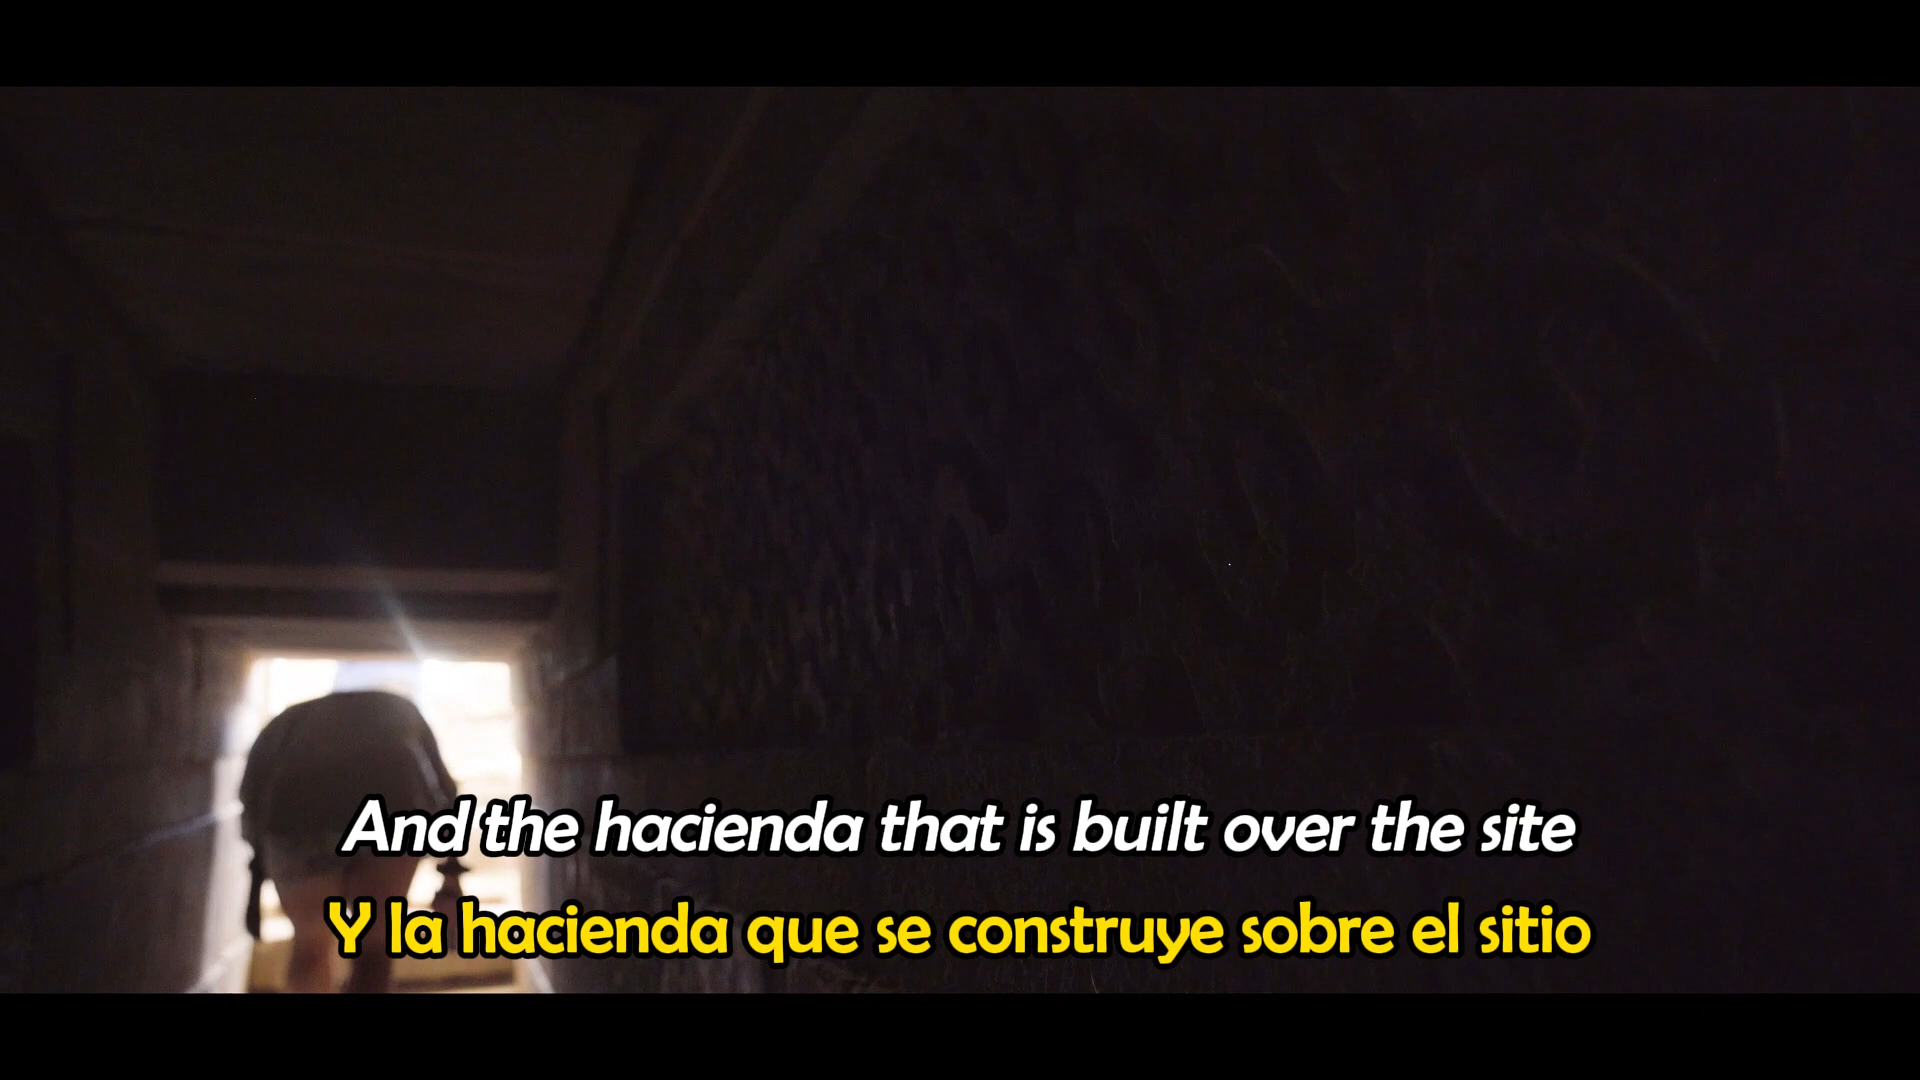 And the hacienda that is built over the site
Y la hacienda que se construye sobre el sitio